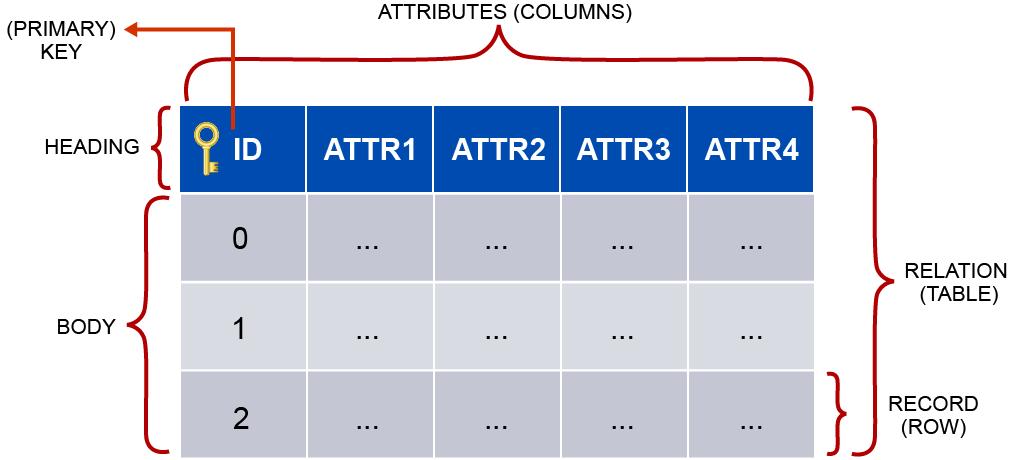 ATTRIBUTES (COLUMNS)
(PRIMARY)
KEY
HEADING
ID ATTR1 ATTR2 ATTR3 ATTR4
0 ... ... ... ...
1 ... ... ... ...
2 ... ... ... ...
BODY
RELATION
(TABLE)
RECORD
(ROW)